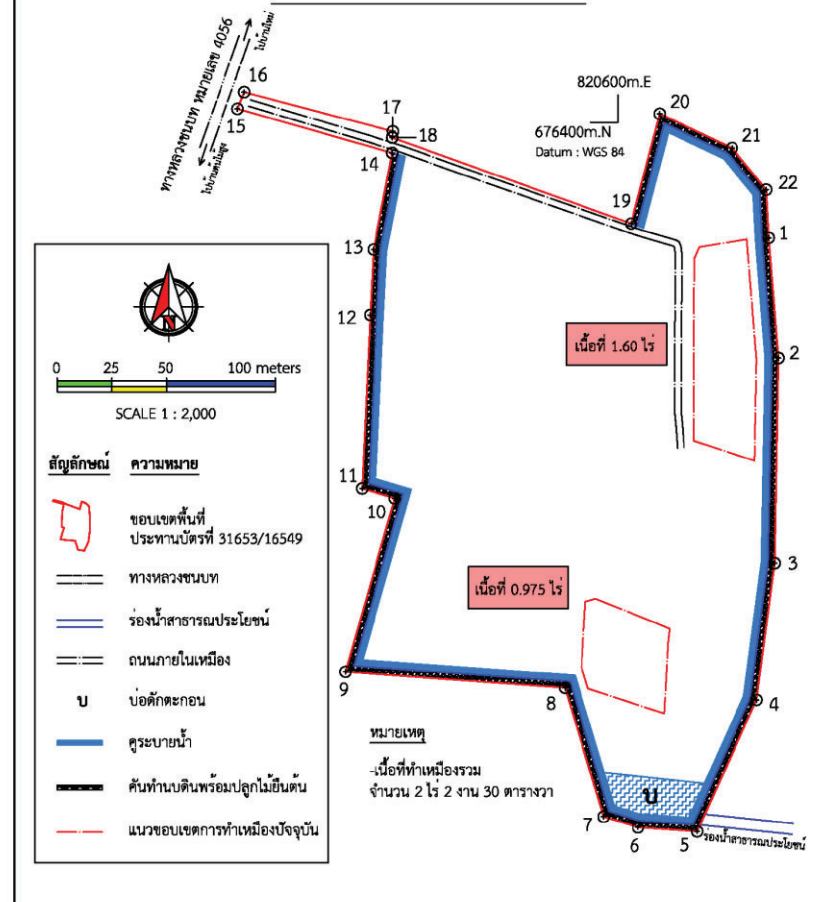 ทางหลวงชนบท หมายเลข 4056
ไปบ้านใหม่
16
15
17
18
14
820600m.E
676400m.N
Datum : WGS 84
20
21
22
19
1
13
12
2
เนื้อที่ 1.60 ไร่
N
0 25 50 100 meters
SCALE 1 : 2,000
สัญลักษณ์ ความหมาย
ขอบเขตพื้นที่
ประทานบัตรที่ 31653/16549
ทางหลวงชนบท
ร่องน้ำสาธารณประโยชน์
ถนนภายในเหมือง
บ บ่อดักตะกอน
คูระบายน้ำ
คันทำนบดินพร้อมปลูกไม้ยืนต้น
แนวขอบเขตการทำเหมืองปัจจุบัน
11
10
3
เนื้อที่ 0.975 ไร่
9
8
4
หมายเหตุ
-เนื้อที่ทำเหมืองรวม
จำนวน 2 ไร่ 2 งาน 30 ตารางวา
บ
7
6
5
ร่องน้ำสาธารณประโยชน์